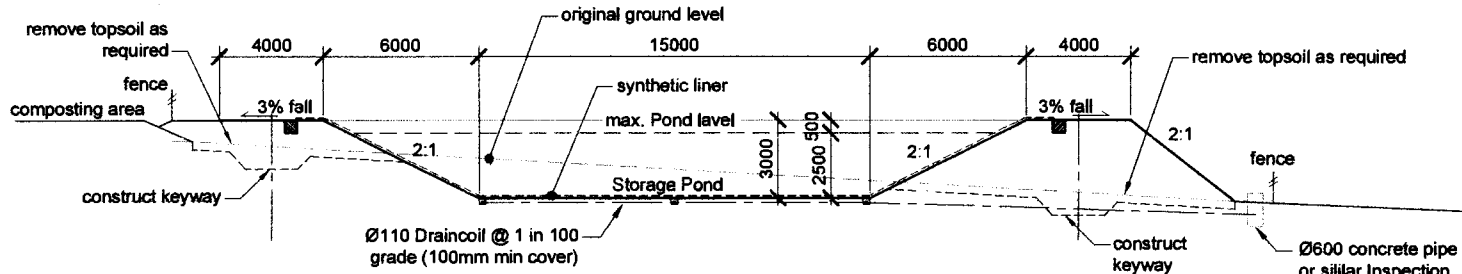 original ground level
remove topsoil as
required
4000
6000
15000
6000
4000
remove topsoil as required
fence
synthetic liner
composting area
3% fall
max. Pond lavel
500
3% fall
2:1
3000
2500
2:1
2:1
fence
Storage Pond
construct keyway
Ø110 Draincoil @ 1 in 100
grade (100mm min cover)
construct
keyway
Ø600 concrete pipe
or sililar Inspection